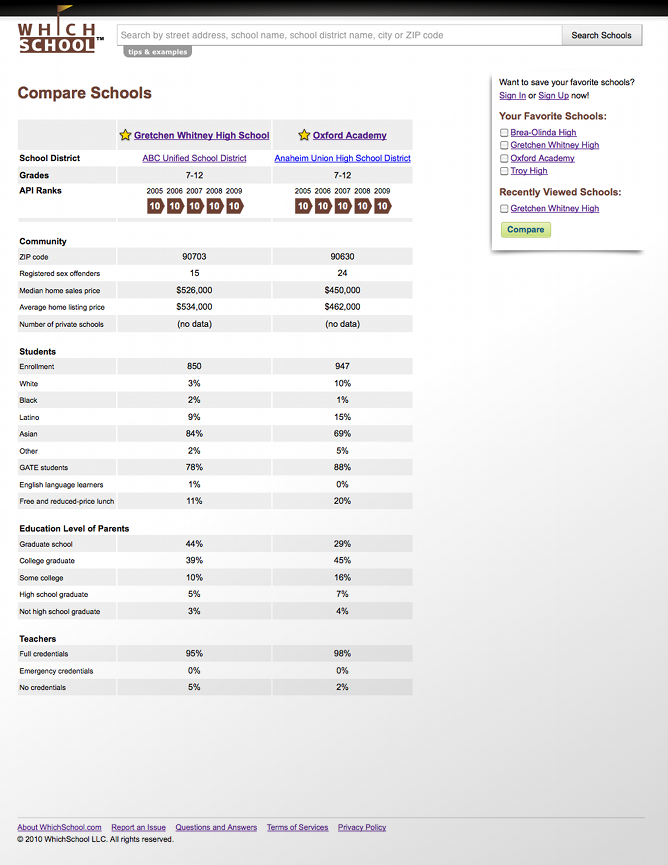 WHICH
SCHOOL™
Search by street address, school name, school district name, city or ZIP code
Search Schools
tips & examples
Compare Schools
Gretchen Whitney High School Oxford Academy
School District ABC Unified School District Anaheim Union High School District
Grades 7-12 7-12
API Ranks 2005 2006 2007 2008 2009 2005 2006 2007 2008 2009
10 10 10 10 10 10 10 10 10 10
Community
ZIP code 90703 90630
Registered sex offenders 15 24
Median home sales price $526,000 $450,000
Average home listing price $534,000 $462,000
Number of private schools (no data) (no data)
Students
Enrollment 850 947
White 3% 10%
Black 2% 1%
Latino 9% 15%
Asian 84% 69%
Other 2% 5%
GATE students 78% 88%
English language learners 1% 0%
Free and reduced-price lunch 11% 20%
Education Level of Parents
Graduate school 44% 29%
College graduate 39% 45%
Some college 10% 16%
High school graduate 5% 7%
Not high school graduate 3% 4%
Teachers
Full credentials 95% 98%
Emergency credentials 0% 0%
No credentials 5% 2%
Want to save your favorite schools?
Sign In or Sign Up now!
Your Favorite Schools:
Brea-Olinda High
Gretchen Whitney High
Oxford Academy
Troy High
Recently Viewed Schools:
Gretchen Whitney High
Compare
About WhichSchool.com Report an Issue Questions and Answers Terms of Services Privacy Policy
© 2010 WhichSchool LLC. All rights reserved.